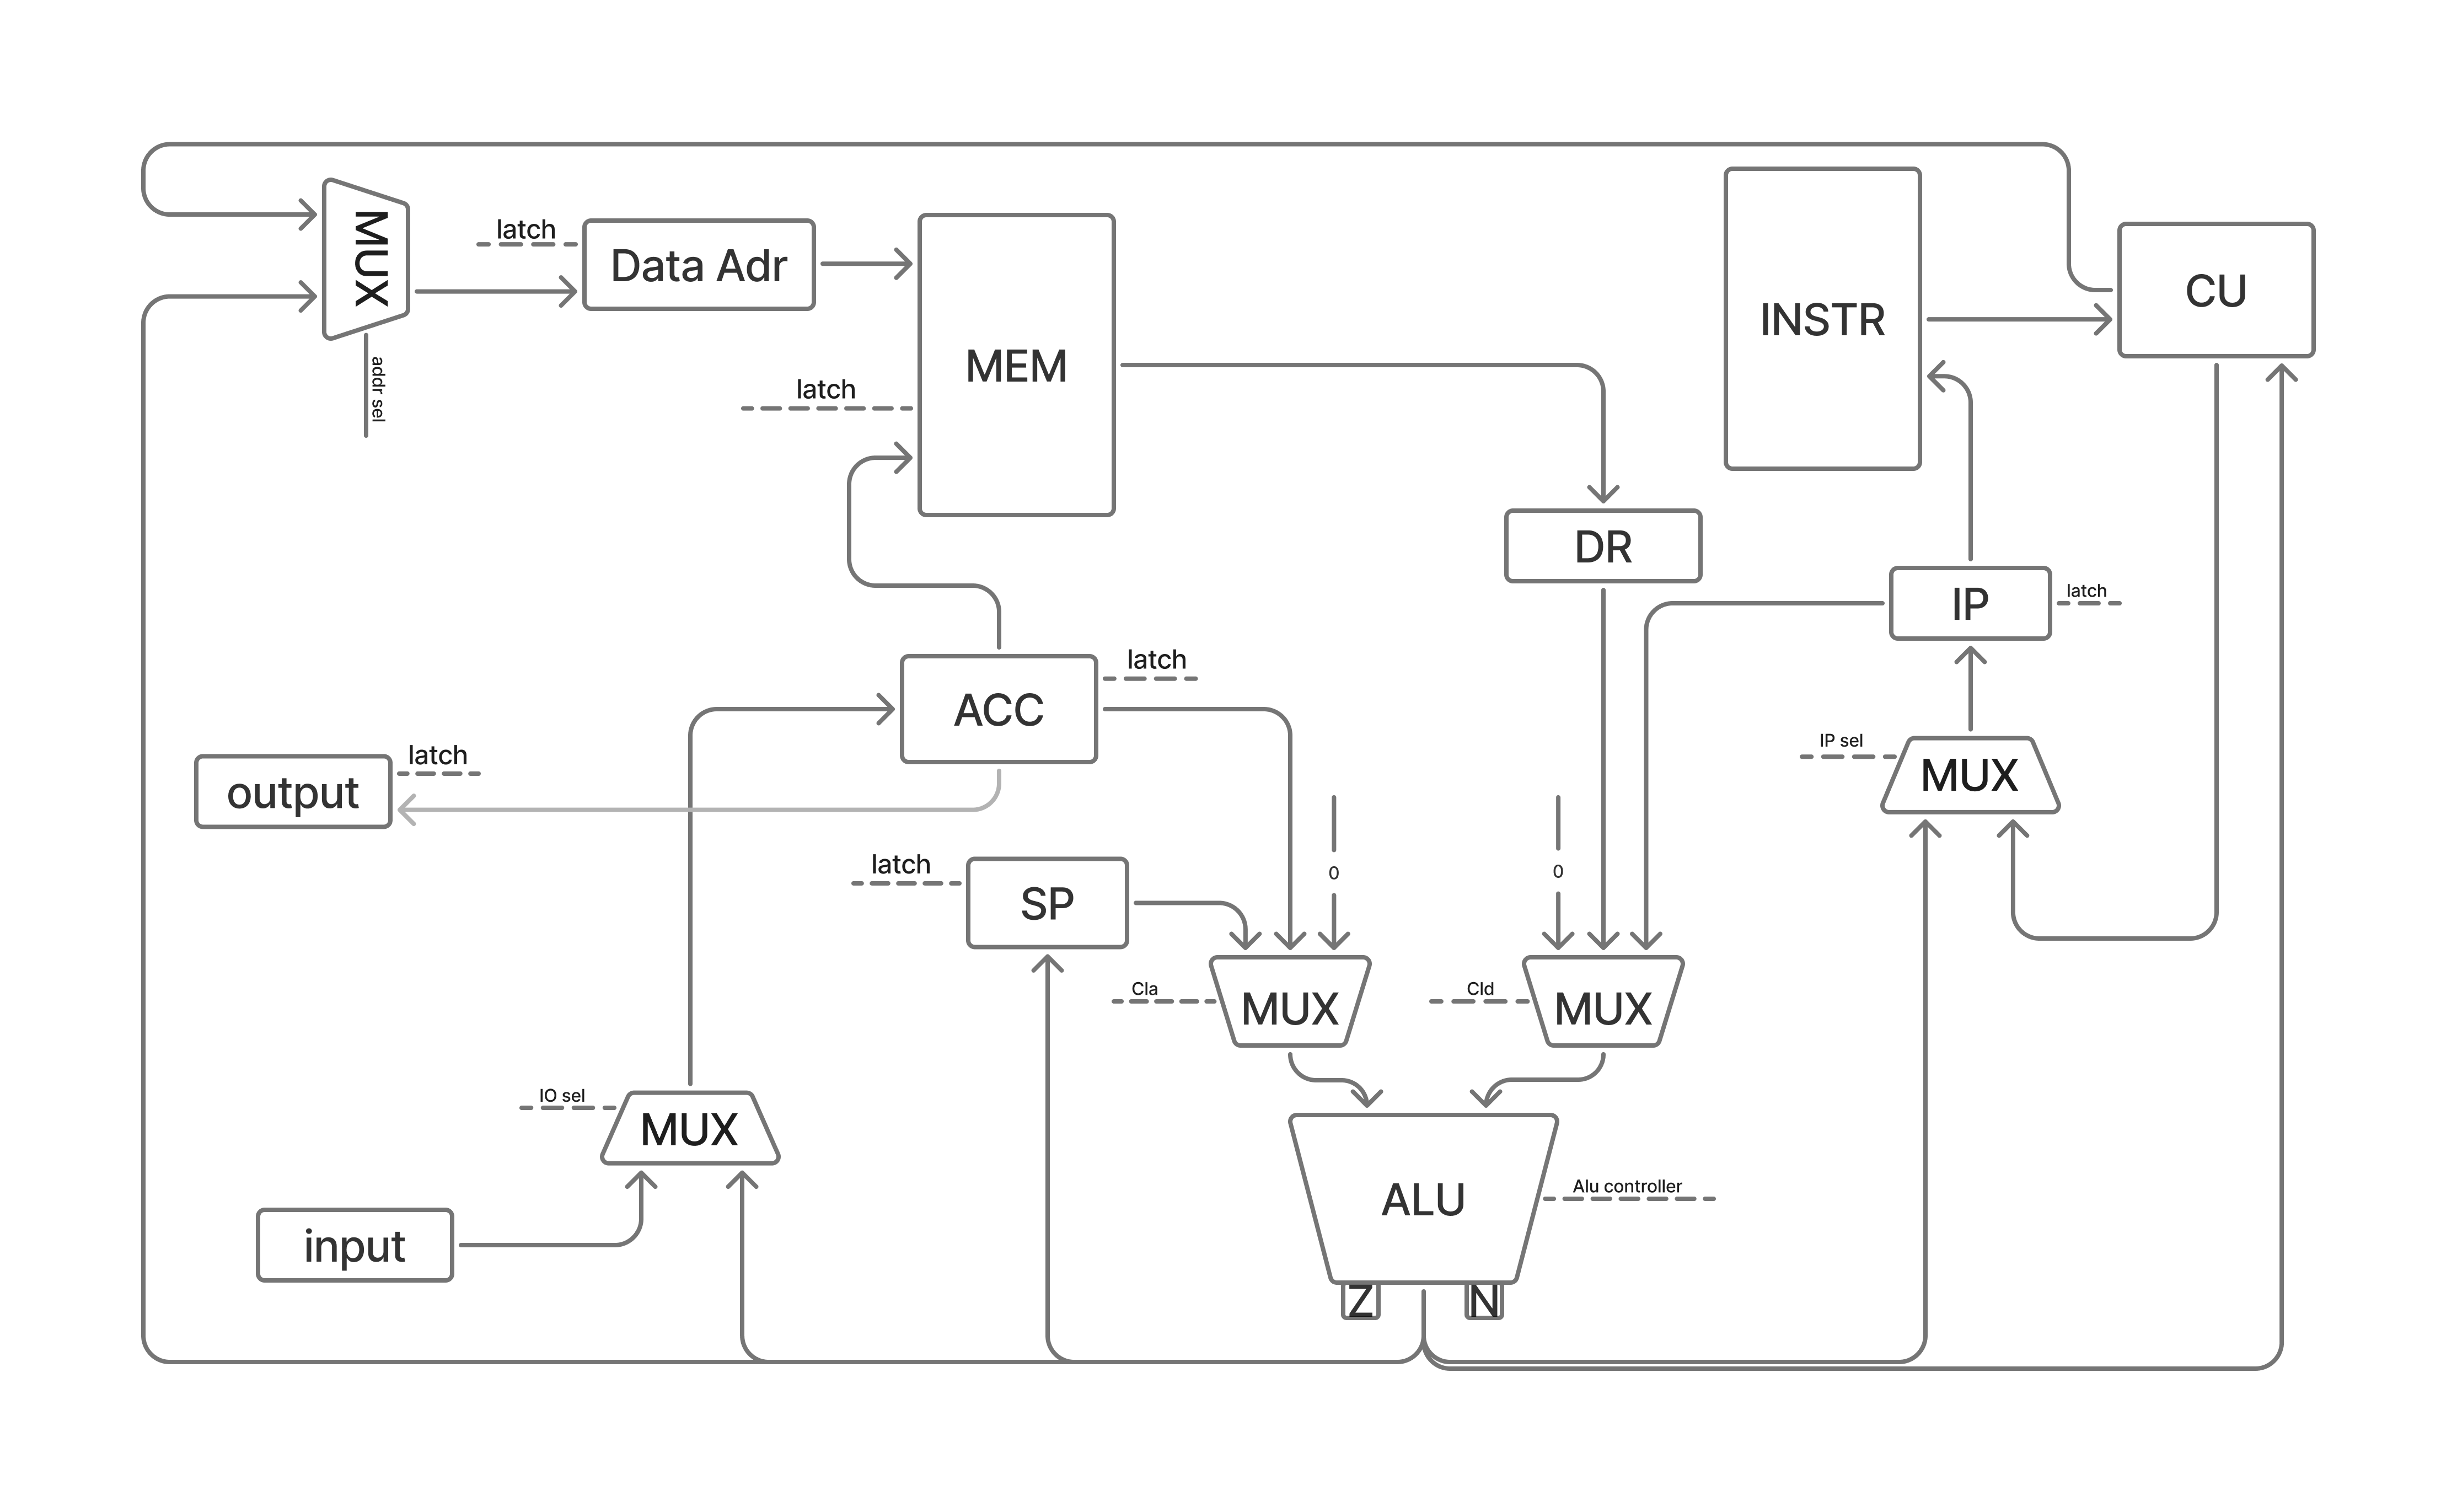 MUX
addr sel
latch
Data Adr
latch
MEM
INSTR
CU
DR
IP
latch
latch
ACC
IP sel
MUX
latch
output
latch
SP
0
0
Cla
MUX
Cld
MUX
IO sel
MUX
ALU
Alu controller
input
Z
N